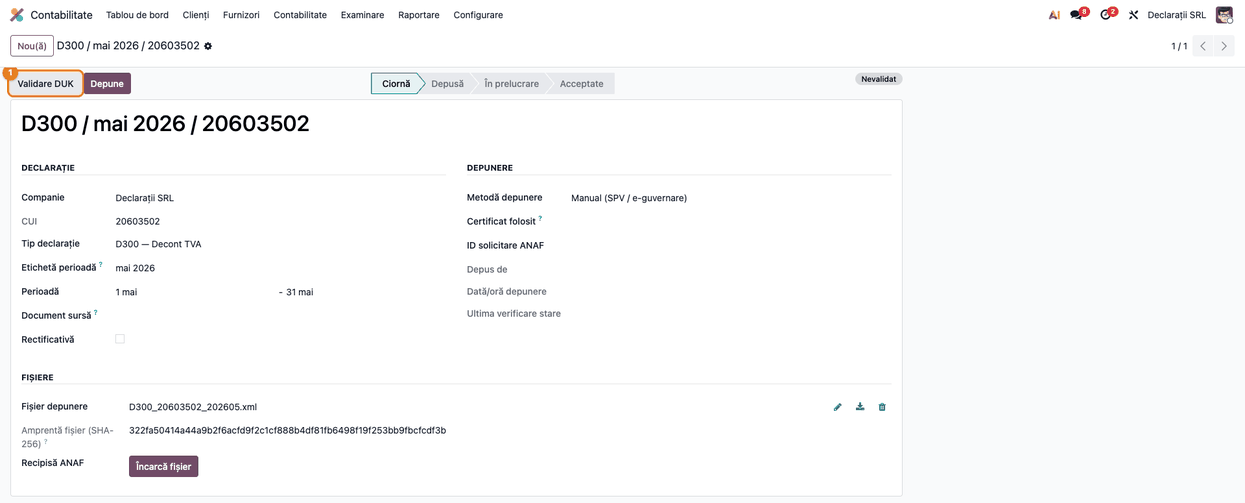 Contabilitate Tablou de bord Clienți Furnizori Contabilitate Examinare Raportare Configurare AI 8 2 Declarații SRL
Nou(ă) D300 / mai 2026 / 20603502 1 / 1
1
Validare DUK Depune Ciornă Depusă În prelucrare Acceptate Nevalidat
D300 / mai 2026 / 20603502
DECLARAȚIE DEPUNERE
Companie Declarații SRL Metodă depunere Manual (SPV / e-guvernare)
CUI 20603502 Certificat folosit ?
Tip declarație D300 — Decont TVA ID solicitare ANAF
Etichetă perioadă ? mai 2026 Depus de
Perioadă 1 mai - 31 mai Dată/oră depunere
Document sursă ? Ultima verificare stare
Rectificativă
FIȘIERE
Fișier depunere D300_20603502_202605.xml
Amprentă fișier (SHA-256) ? 322fa50414a44a9b2f6acfd9f2c1cf888b4df81fb6498f19f253bb9fbcfcdf3b
Recipisă ANAF Încarcă fișier